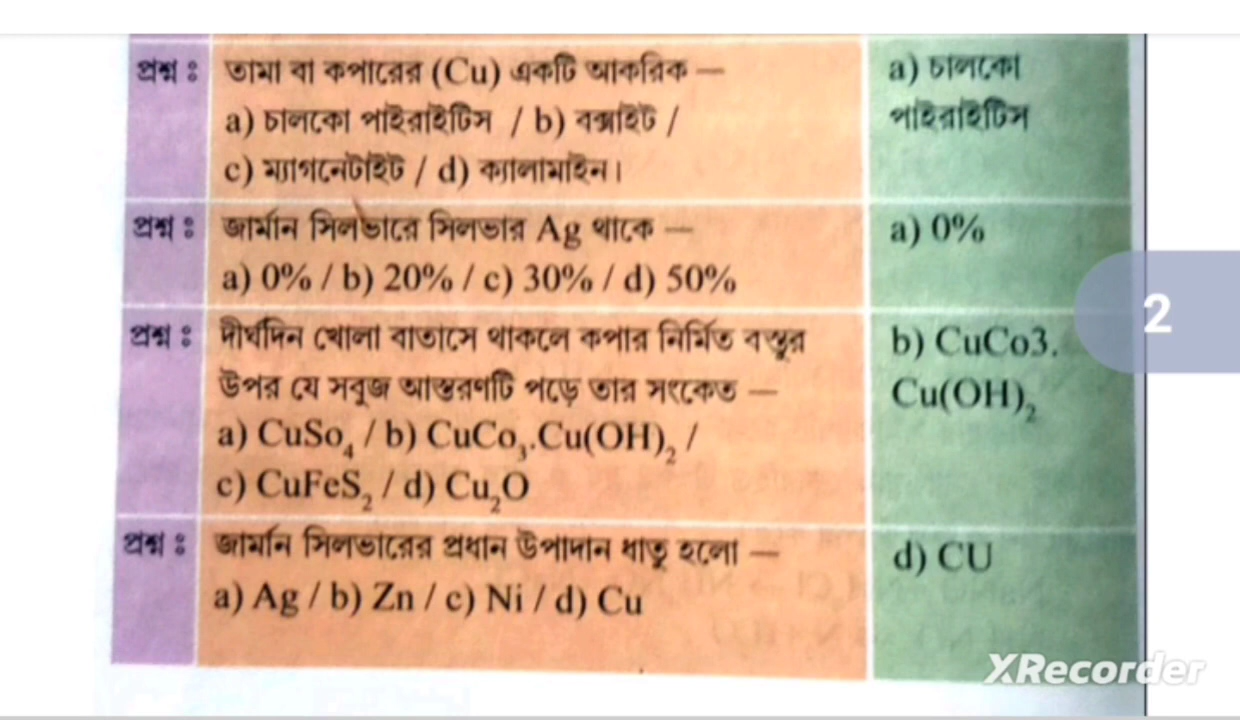 প্রশ্ন ঃ তামা বা কপারের (Cu) একটি আকরিক —
a) চালকো পাইরাইটিস / b) বক্সাইট /
c) ম্যাগনেটাইট / d) ক্যালামাইন।
a) চালকো
পাইরাইটিস
প্রশ্ন ঃ জার্মান সিলভারে সিলভার Ag থাকে —
a) 0% / b) 20% / c) 30% / d) 50%
a) 0%
প্রশ্ন ঃ দীর্ঘদিন খোলা বাতাসে থাকলে কপার নির্মিত বস্তুর
উপর যে সবুজ আস্তরণটি পড়ে তার সংকেত —
a) CuSo₄ / b) CuCo₃.Cu(OH)₂ /
c) CuFeS₂ / d) Cu₂O
b) CuCo3.
Cu(OH)₂
প্রশ্ন ঃ জার্মান সিলভারের প্রধান উপাদান ধাতু হলো —
a) Ag / b) Zn / c) Ni / d) Cu
d) CU
2
XRecorder